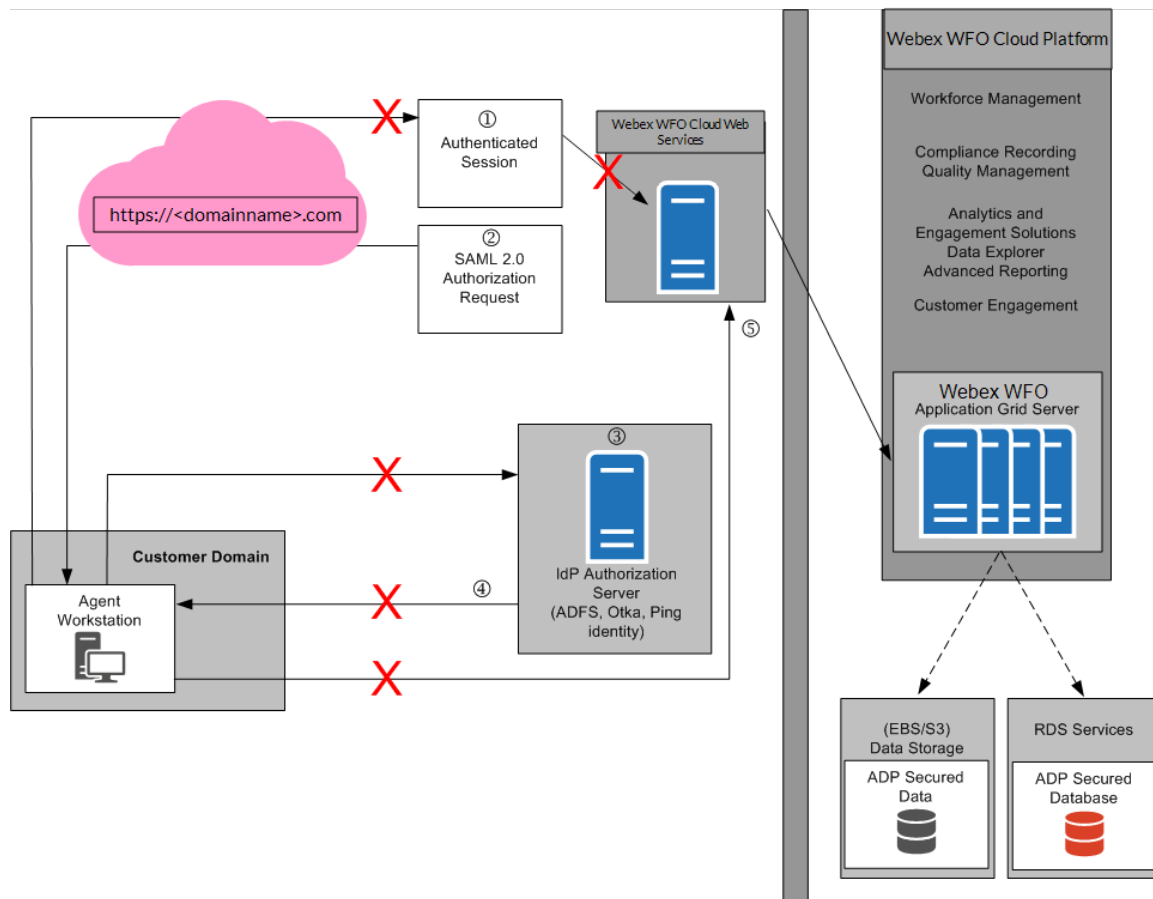 Webex WFO Cloud Platform
Workforce Management
Compliance Recording
Quality Management
Analytics and
Engagement Solutions
Data Explorer
Advanced Reporting
Customer Engagement
Webex WFO
Application Grid Server
①
Authenticated
Session
Webex WFO Cloud Web
Services
https://<domainname>.com
②
SAML 2.0
Authorization
Request
⑤
③
IdP Authorization
Server
(ADFS, Otka, Ping
identity)
④
Customer Domain
Agent
Workstation
(EBS/S3)
Data Storage
ADP Secured
Data
RDS Services
ADP Secured
Database